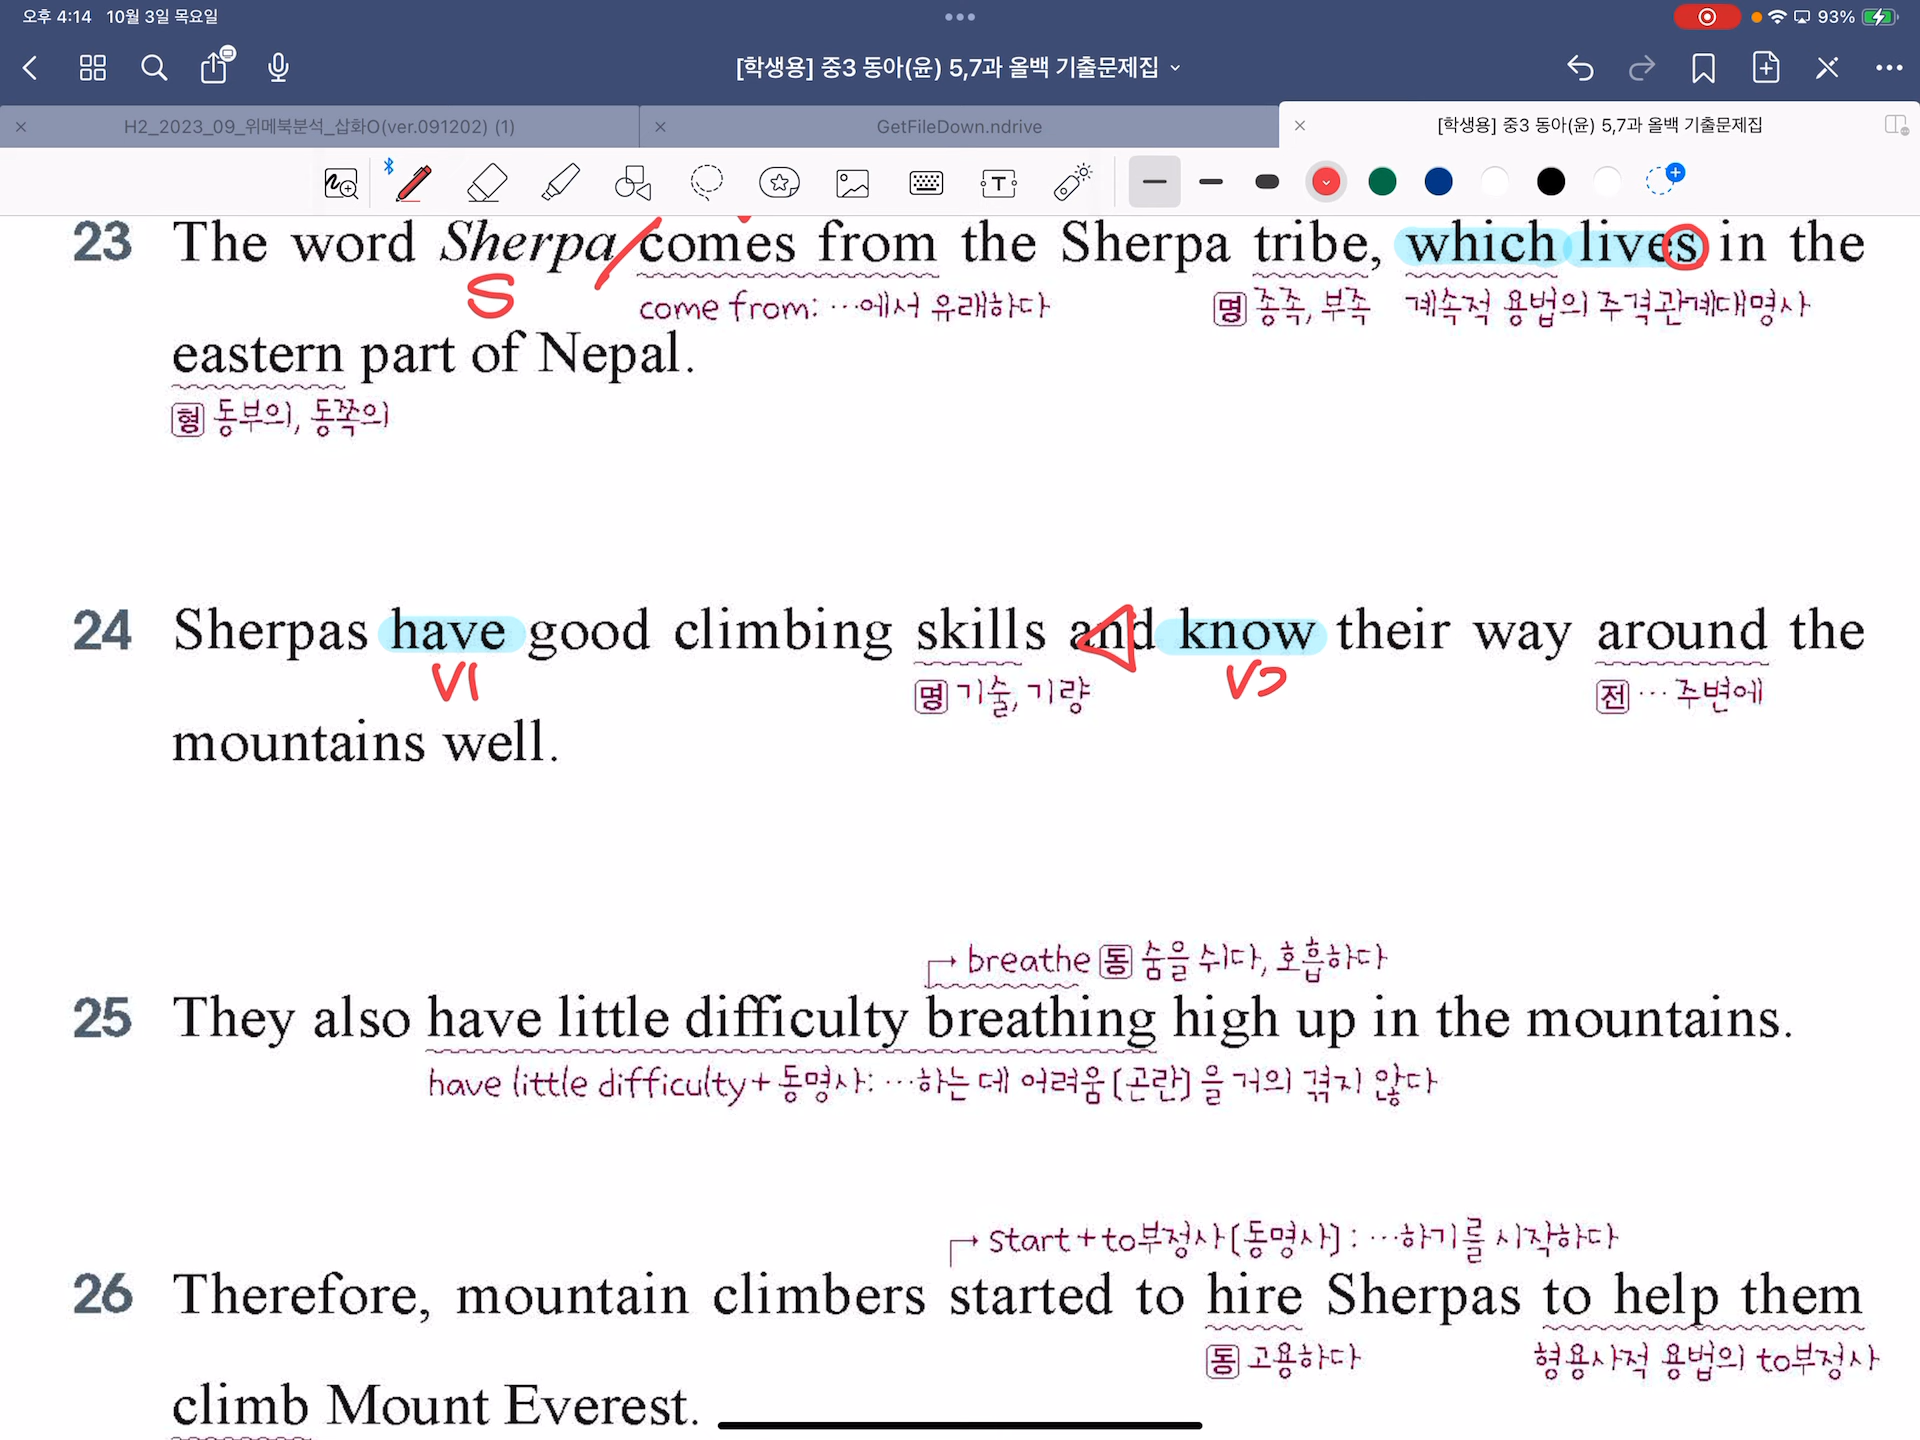 오후 4:14 10월 3일 목요일
93%
[학생용] 중3 동아(윤) 5,7과 올백 기출문제집
H2_2023_09_위메북분석_삽화O(ver.091202) (1)
GetFileDown.ndrive
[학생용] 중3 동아(윤) 5,7과 올백 기출문제집
23 The word Sherpa comes from the Sherpa tribe, which lives in the
S
come from: …에서 유래하다
명 종족, 부족
계속적 용법의 주격관계대명사
eastern part of Nepal.
형 동부의, 동쪽의
24 Sherpas have good climbing skills and know their way around the
V1
명 기술, 기량
V2
전 … 주변에
mountains well.
breathe 동 숨을 쉬다, 호흡하다
25 They also have little difficulty breathing high up in the mountains.
have little difficulty + 동명사: …하는 데 어려움[곤란]을 거의 겪지 않다
start + to부정사[동명사] : …하기를 시작하다
26 Therefore, mountain climbers started to hire Sherpas to help them
동 고용하다
형용사적 용법의 to부정사
climb Mount Everest.